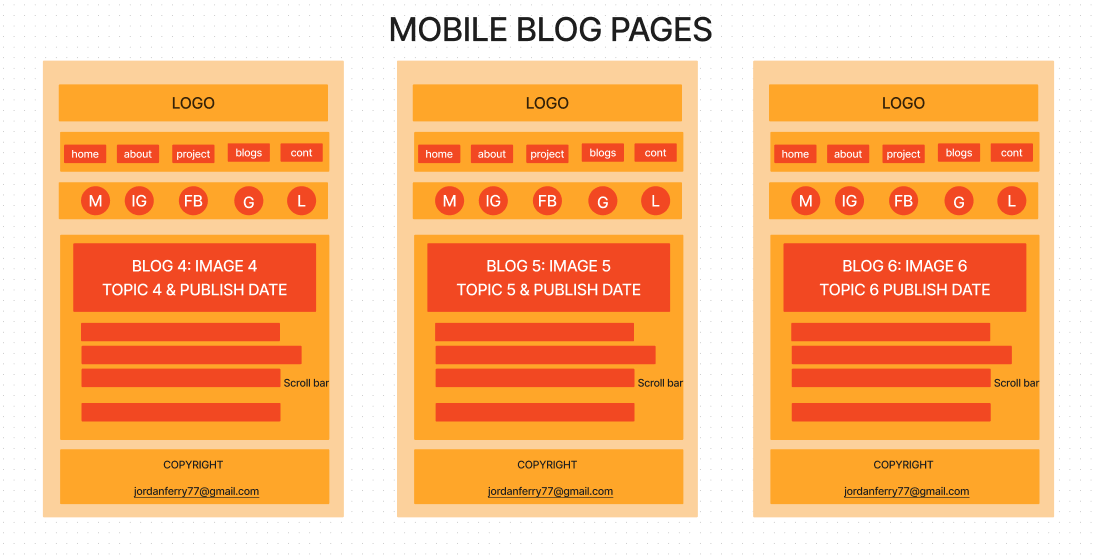 MOBILE BLOG PAGES
LOGO
home about project blogs cont
M IG FB G L
BLOG 4: IMAGE 4
TOPIC 4 & PUBLISH DATE
Scroll bar
COPYRIGHT
jordanferry77@gmail.com
LOGO
home about project blogs cont
M IG FB G L
BLOG 5: IMAGE 5
TOPIC 5 & PUBLISH DATE
Scroll bar
COPYRIGHT
jordanferry77@gmail.com
LOGO
home about project blogs cont
M IG FB G L
BLOG 6: IMAGE 6
TOPIC 6 PUBLISH DATE
Scroll bar
COPYRIGHT
jordanferry77@gmail.com